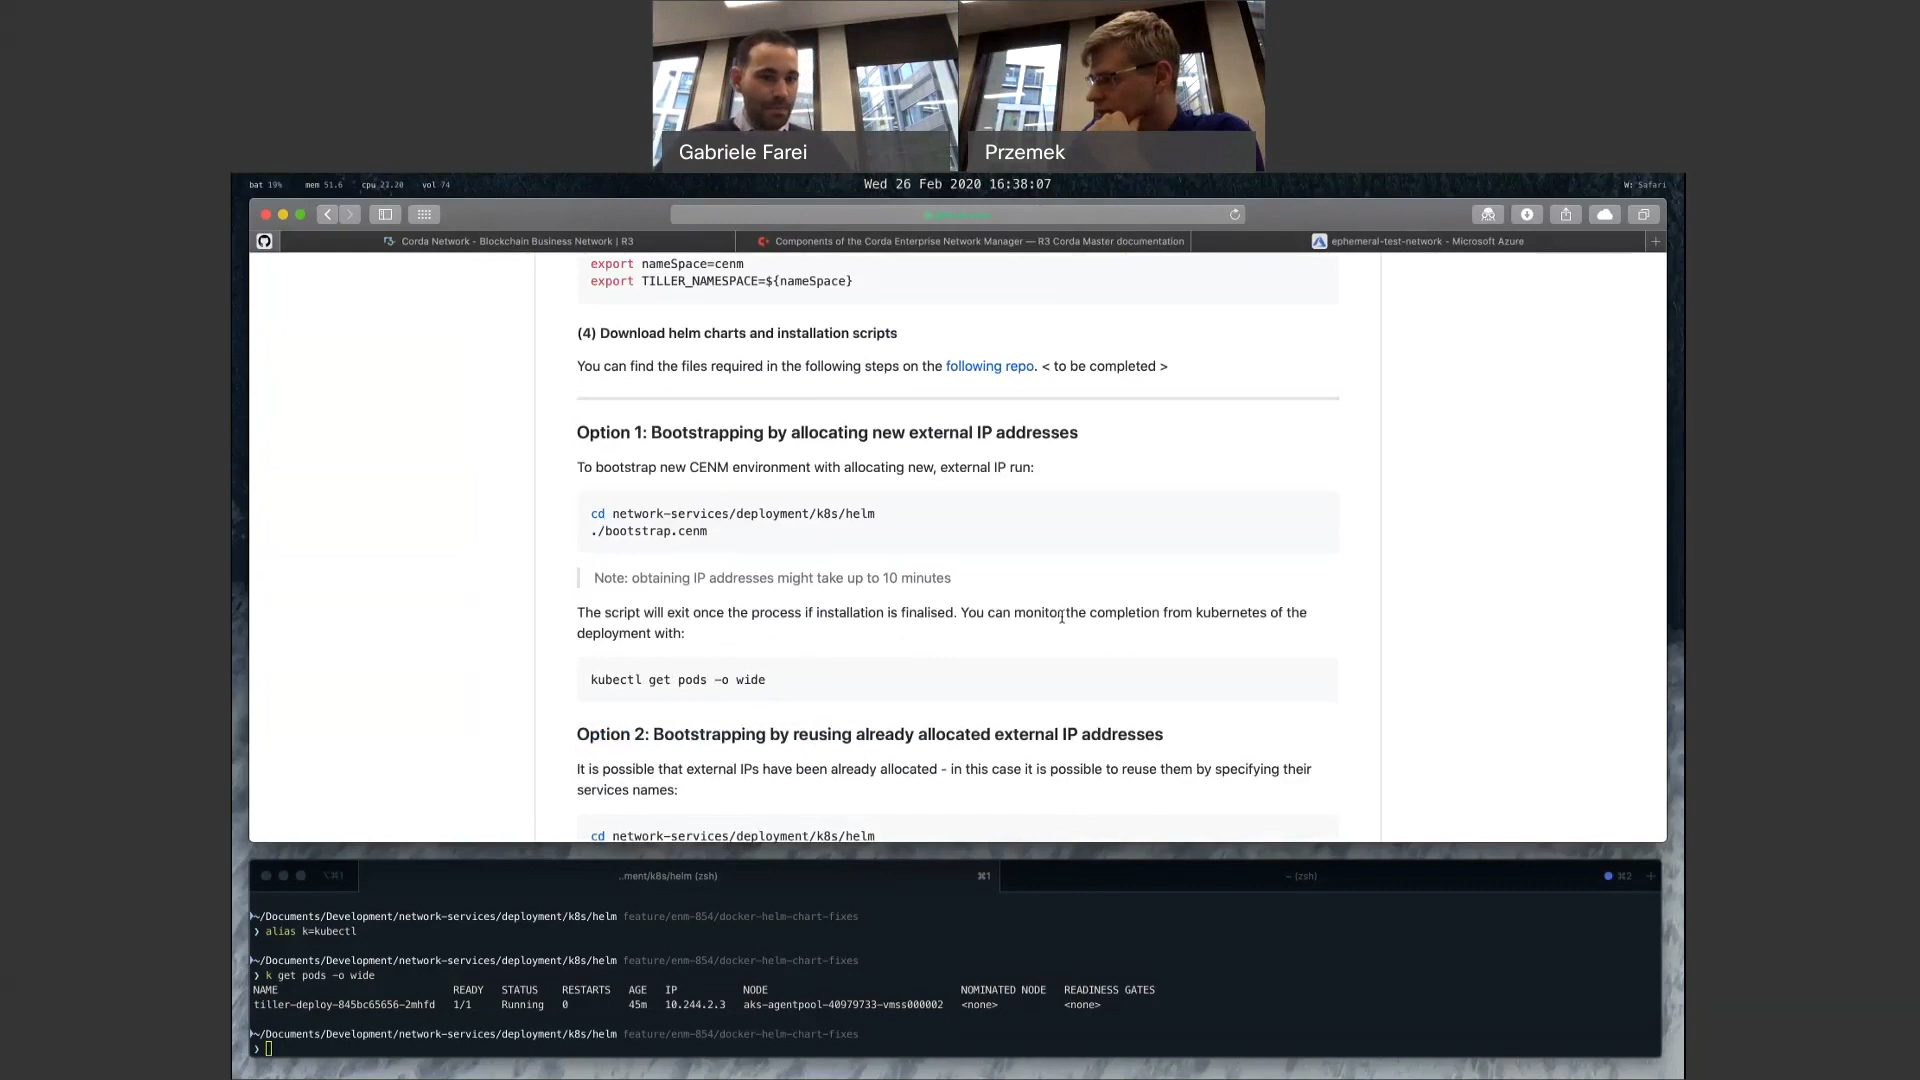 Gabriele Farei
Przemek
bat 19% mem 51.6 cpu 27.20 vol 74
Wed 26 Feb 2020 16:38:07
W: Safari
Corda Network - Blockchain Business Network | R3
Components of the Corda Enterprise Network Manager — R3 Corda Master documentation
ephemeral-test-network - Microsoft Azure
export nameSpace=cenm
export TILLER_NAMESPACE=${nameSpace}
(4) Download helm charts and installation scripts
You can find the files required in the following steps on the following repo. < to be completed >
Option 1: Bootstrapping by allocating new external IP addresses
To bootstrap new CENM environment with allocating new, external IP run:
cd network-services/deployment/k8s/helm
./bootstrap.cenm
Note: obtaining IP addresses might take up to 10 minutes
The script will exit once the process if installation is finalised. You can monitor the completion from kubernetes of the
deployment with:
kubectl get pods -o wide
Option 2: Bootstrapping by reusing already allocated external IP addresses
It is possible that external IPs have been already allocated - in this case it is possible to reuse them by specifying their
services names:
cd network-services/deployment/k8s/helm
⌥⌘1
..ment/k8s/helm (zsh) ⌘1
~ (zsh) ⌘2
~/Documents/Development/network-services/deployment/k8s/helm feature/enm-854/docker-helm-chart-fixes
❯ alias k=kubectl
~/Documents/Development/network-services/deployment/k8s/helm feature/enm-854/docker-helm-chart-fixes
❯ k get pods -o wide
NAME READY STATUS RESTARTS AGE IP NODE NOMINATED NODE READINESS GATES
tiller-deploy-845bc65656-2mhfd 1/1 Running 0 45m 10.244.2.3 aks-agentpool-40979733-vmss000002 <none> <none>
~/Documents/Development/network-services/deployment/k8s/helm feature/enm-854/docker-helm-chart-fixes
❯